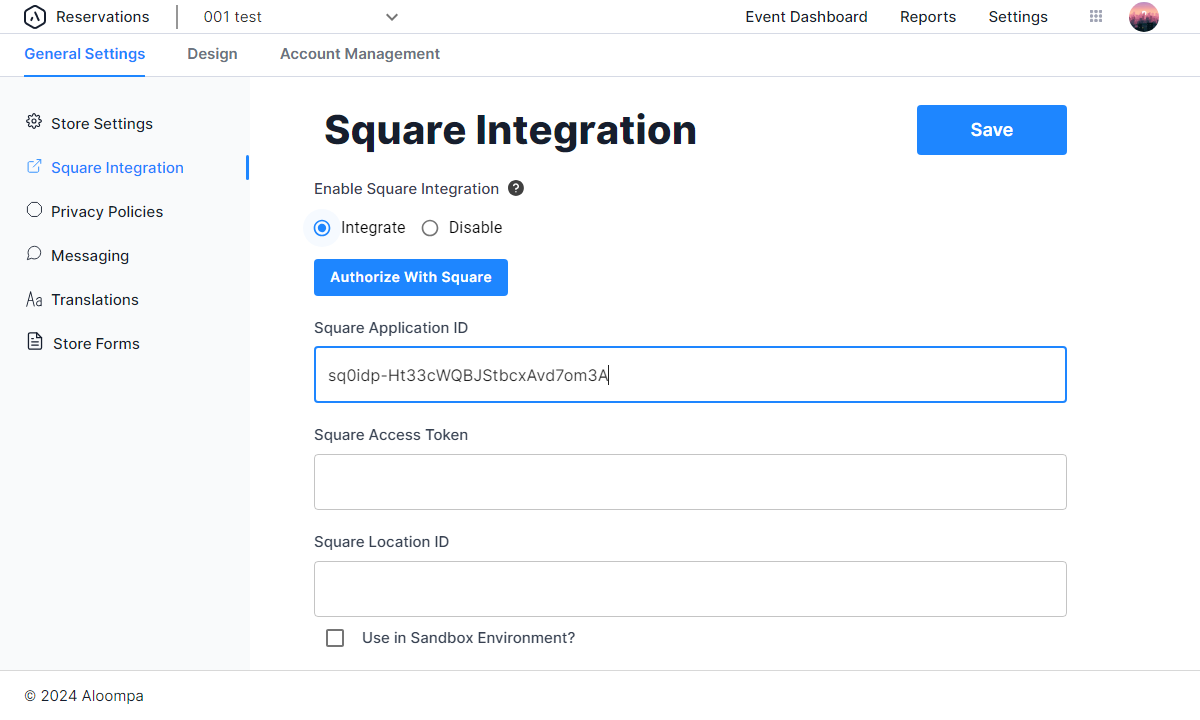 Reservations 001 test Event Dashboard Reports Settings
General Settings Design Account Management
Store Settings
Square Integration
Privacy Policies
Messaging
Aa Translations
Store Forms
Square Integration
Save
Enable Square Integration ?
Integrate Disable
Authorize With Square
Square Application ID
sq0idp-Ht33cWQBJStbcxAvd7om3A
Square Access Token
Square Location ID
Use in Sandbox Environment?
© 2024 Aloompa